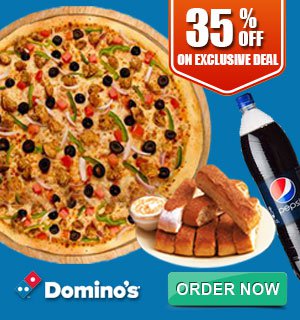 35% OFF
ON EXCLUSIVE DEAL
pepsi
Domino's
ORDER NOW